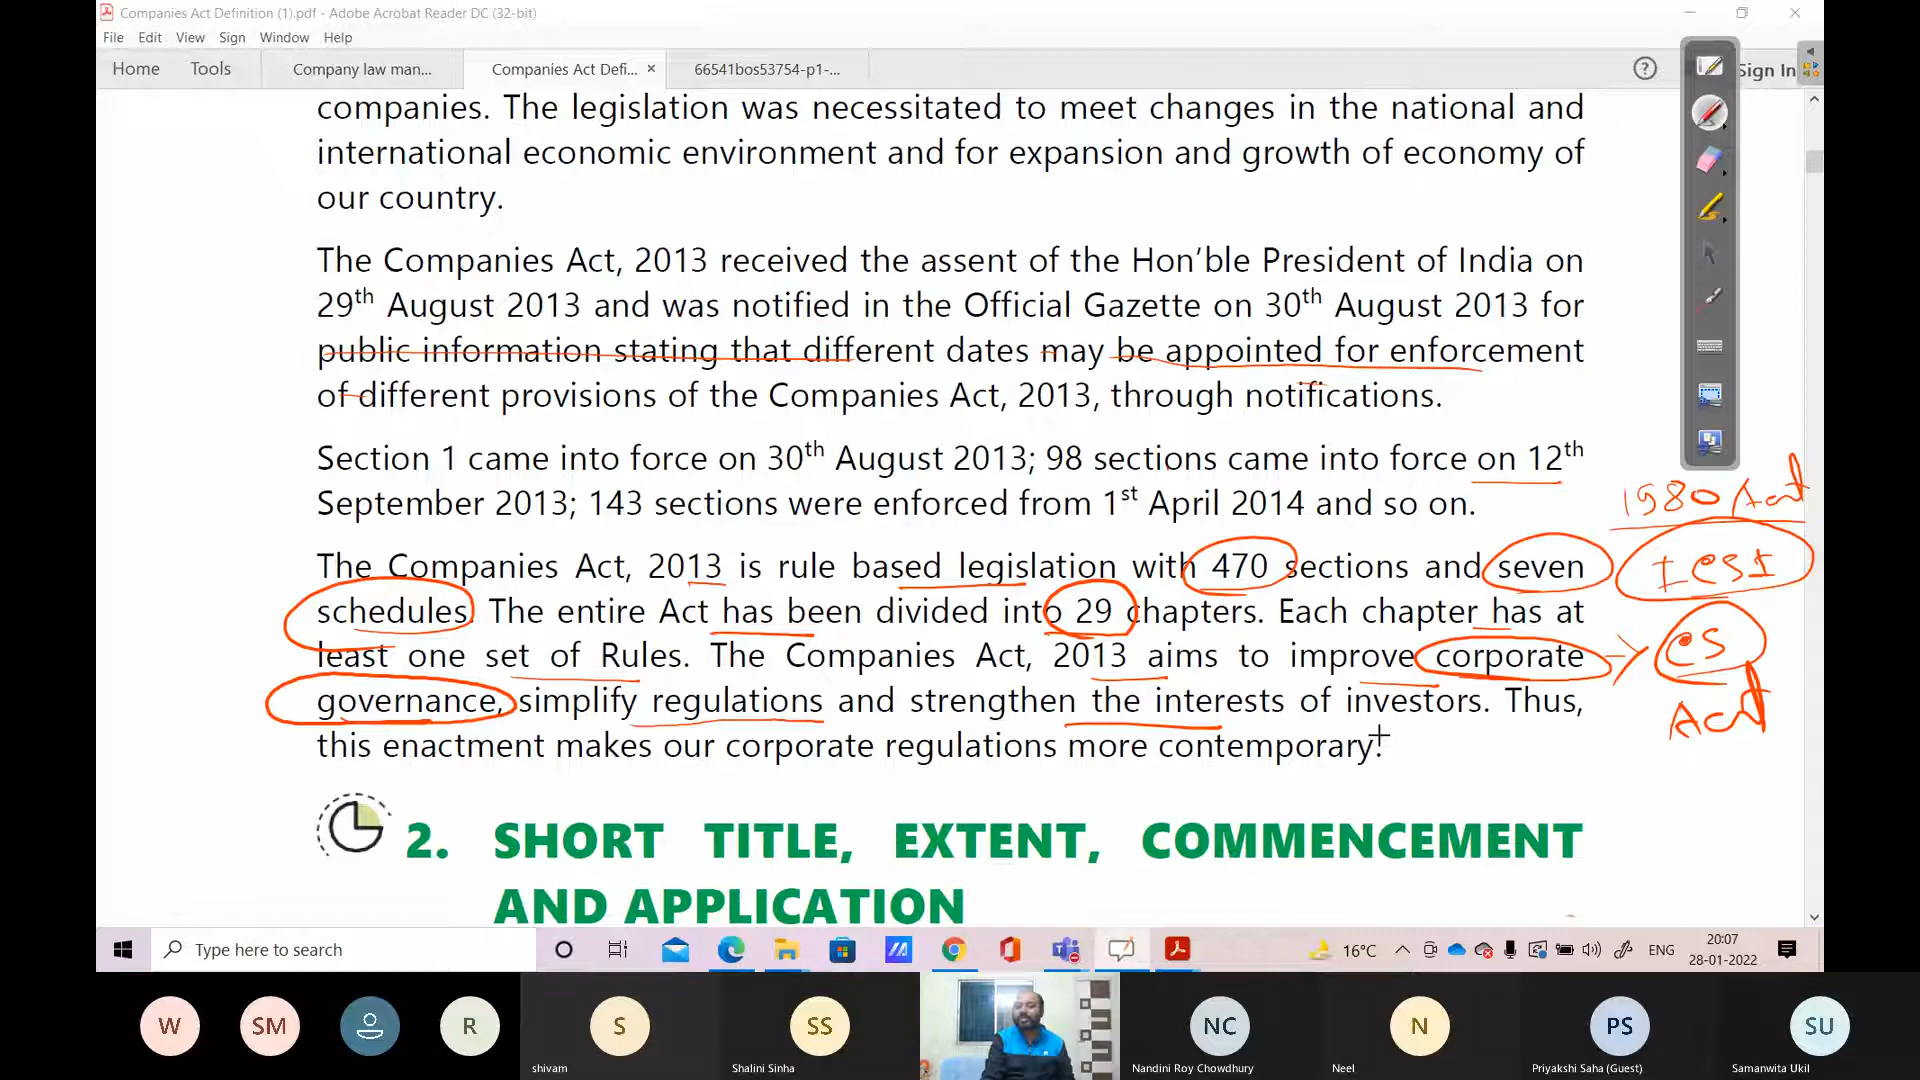 Companies Act Definition (1).pdf - Adobe Acrobat Reader DC (32-bit)
File Edit View Sign Window Help
Home Tools Company law man... Companies Act Defi... × 66541bos53754-p1-... Sign In
companies. The legislation was necessitated to meet changes in the national and
international economic environment and for expansion and growth of economy of
our country.
The Companies Act, 2013 received the assent of the Hon’ble President of India on
29th August 2013 and was notified in the Official Gazette on 30th August 2013 for
public information stating that different dates may be appointed for enforcement
of different provisions of the Companies Act, 2013, through notifications.
Section 1 came into force on 30th August 2013; 98 sections came into force on 12th
September 2013; 143 sections were enforced from 1st April 2014 and so on.
1980 Act
The Companies Act, 2013 is rule based legislation with 470 sections and seven
ICSI
schedules. The entire Act has been divided into 29 chapters. Each chapter has at
least one set of Rules. The Companies Act, 2013 aims to improve corporate
CS
governance, simplify regulations and strengthen the interests of investors. Thus,
Act
this enactment makes our corporate regulations more contemporary.
2. SHORT TITLE, EXTENT, COMMENCEMENT
AND APPLICATION
Type here to search 16°C ENG 20:07
28-01-2022
W SM R S SS NC N PS SU
shivam Shalini Sinha Nandini Roy Chowdhury Neel Priyakshi Saha (Guest) Samanwita Ukil